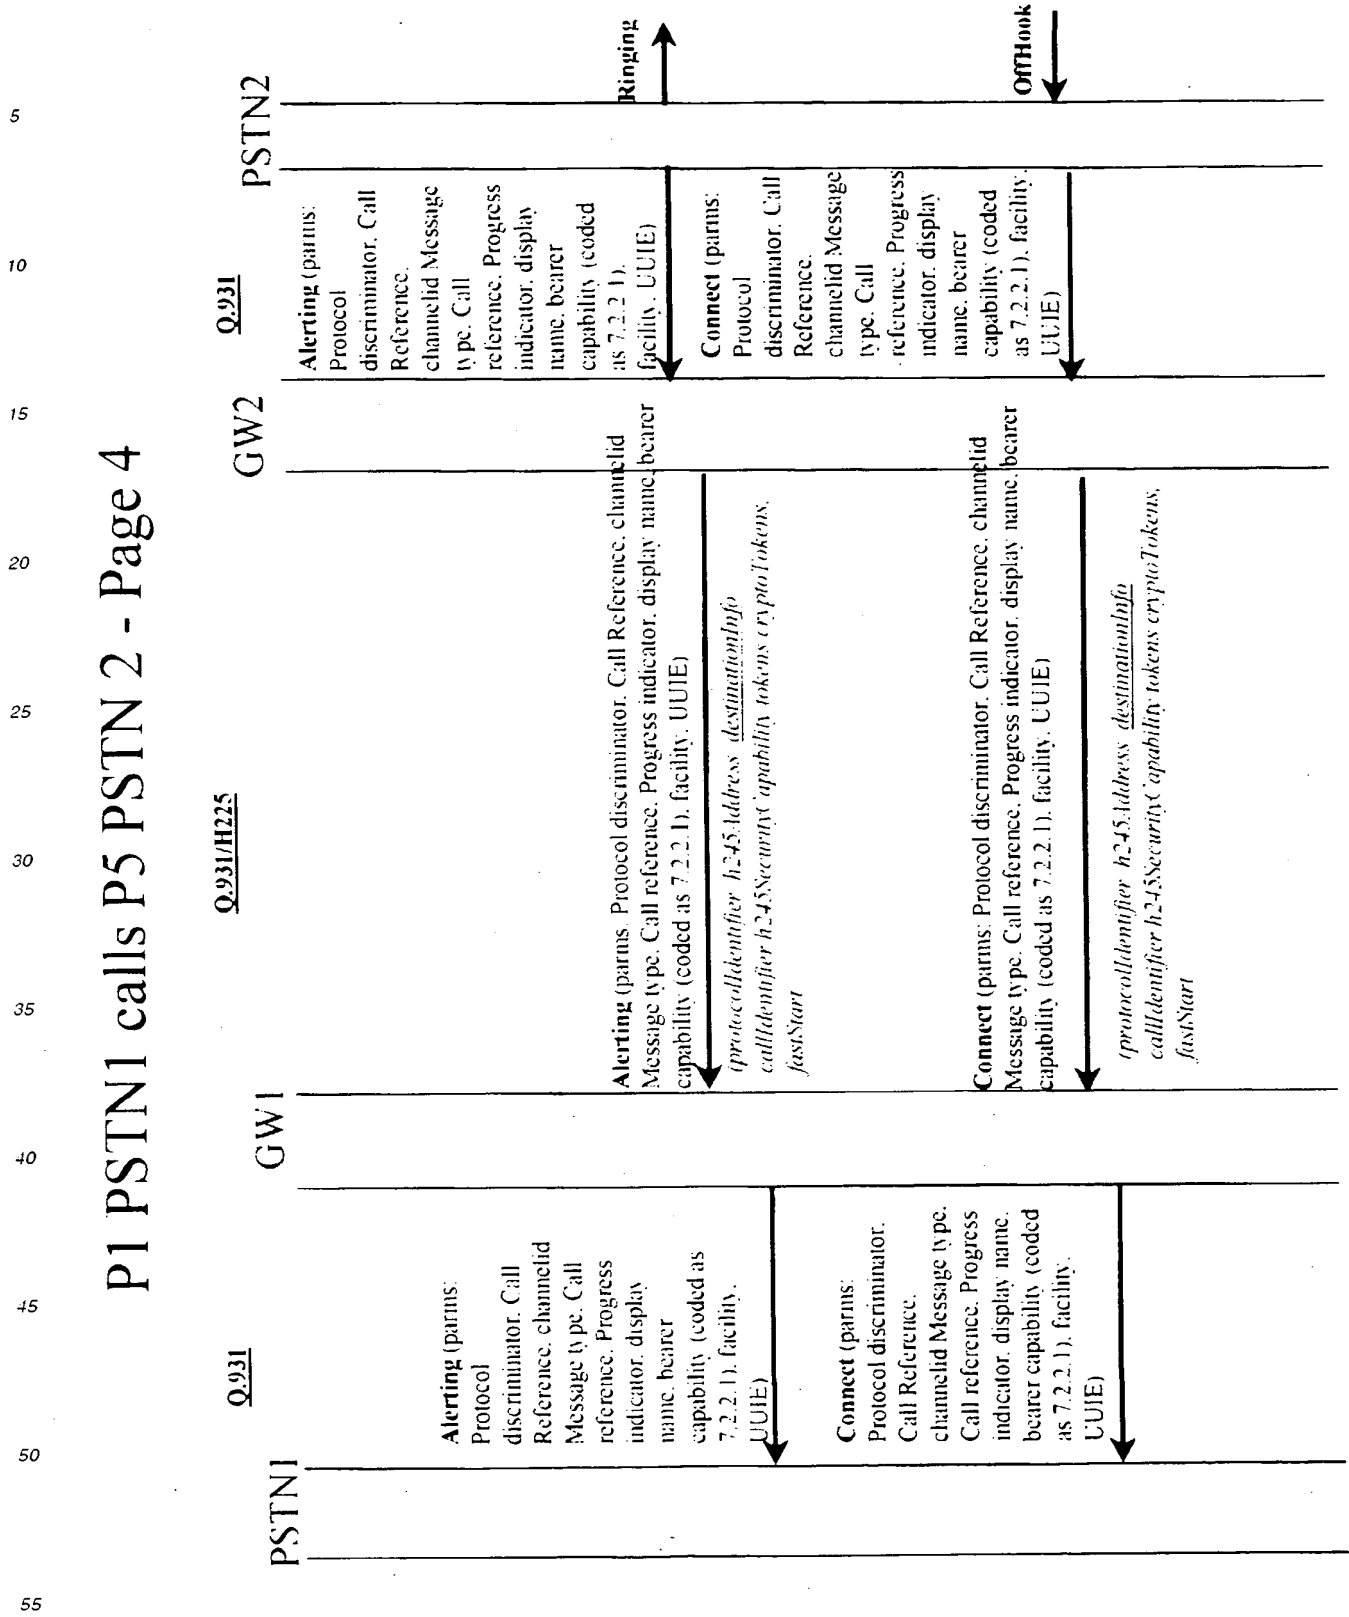 P1 PSTN1 calls P5 PSTN 2 - Page 4
PSTN1
Q.931
GW1
Q.931/H225
GW2
Q.931
PSTN2
Alerting (parms:
Protocol
discriminator. Call
Reference. channelid
Message type. Call
reference. Progress
indicator. display
name. bearer
capability (coded as
7.2.2.1). facility.
UUIE)
Connect (parms:
Protocol discriminator.
Call Reference.
channelid Message type.
Call reference. Progress
indicator. display name.
bearer capability (coded
as 7.2.2.1). facility.
UUIE)
Alerting (parms. Protocol discriminator. Call Reference. channelid
Message type. Call reference. Progress indicator. display name. bearer
capability (coded as 7.2.2.1). facility. UUIE)
(protocolIdentifier h245Address destinationInfo
callIdentifier h245SecurityCapability tokens cryptoTokens.
fastStart
Connect (parms: Protocol discriminator. Call Reference. channelid
Message type. Call reference. Progress indicator. display name. bearer
capability (coded as 7.2.2.1). facility. UUIE)
(protocolIdentifier h245Address destinationInfo
callIdentifier h245SecurityCapability tokens cryptoTokens,
fastStart
Alerting (parms:
Protocol
discriminator. Call
Reference.
channelid Message
type. Call
reference. Progress
indicator. display
name. bearer
capability (coded
as 7.2.2.1).
facility. UUIE)
Connect (parms:
Protocol
discriminator. Call
Reference.
channelid Message
type. Call
reference. Progress
indicator. display
name. bearer
capability (coded
as 7.2.2.1). facility.
UUIE)
Ringing
OffHook
5
10
15
20
25
30
35
40
45
50
55